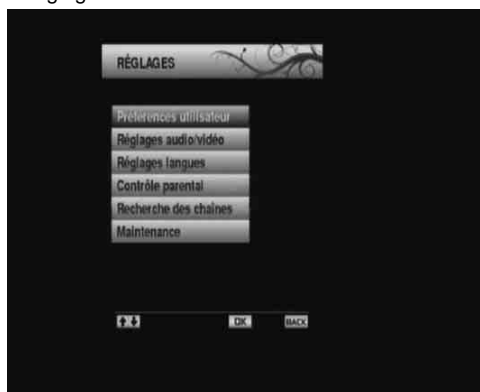 RÉGLAGES
Préférences utilisateur
Réglages audio/vidéo
Réglages langues
Contrôle parental
Recherche des chaînes
Maintenance
OK BACK